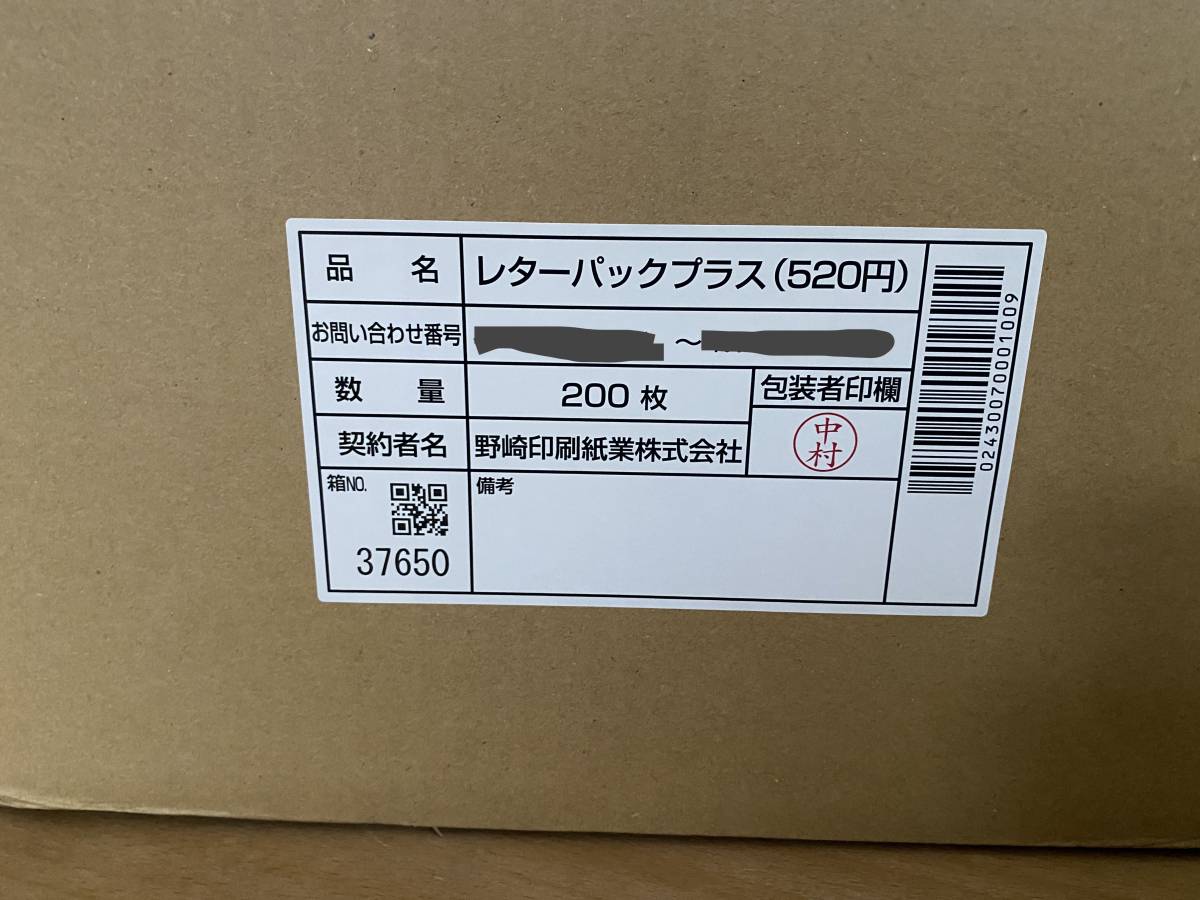 品　名 レターパックプラス(520円)
お問い合わせ番号 ～
数　量 200 枚 包装者印欄
契約者名 野崎印刷紙業株式会社 中村
箱NO. 備考
37650
02430070001009